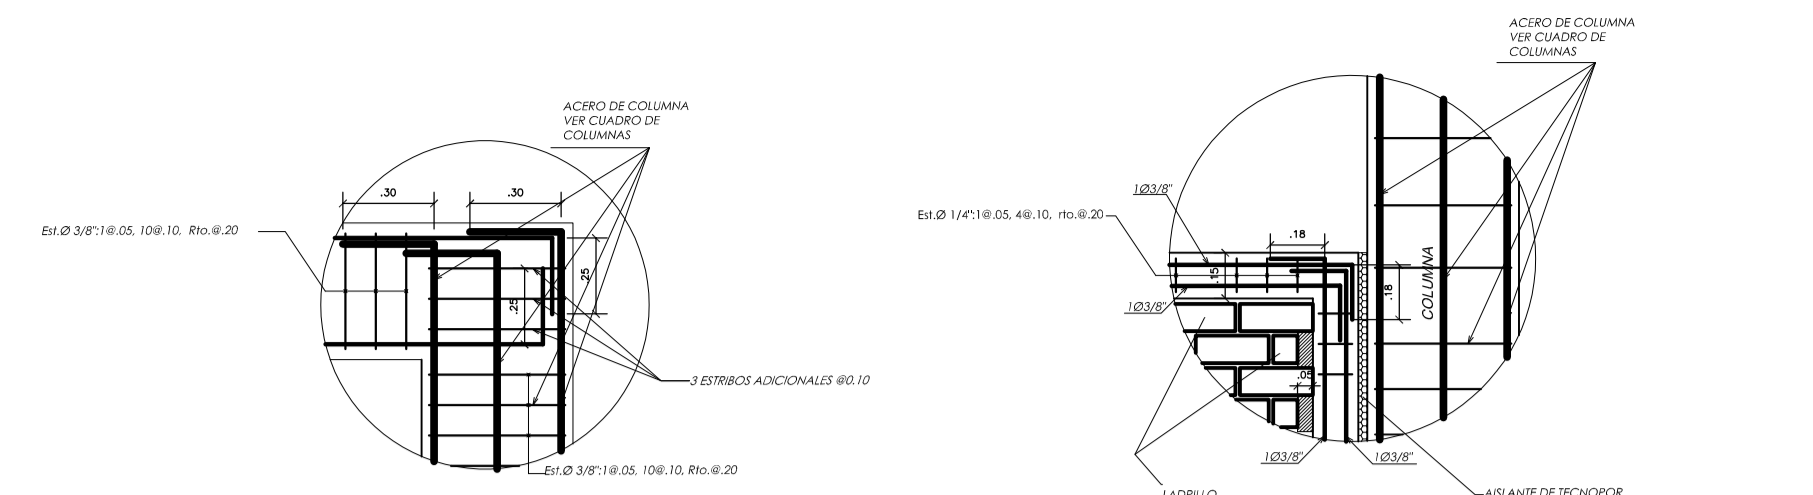 ACERO DE COLUMNA
VER CUADRO DE
COLUMNAS
.30
.30
Est.Ø 3/8":1@.05, 10@.10, Rto.@.20
.25
.25
3 ESTRIBOS ADICIONALES @0.10
Est.Ø 3/8":1@.05, 10@.10, Rto.@.20
ACERO DE COLUMNA
VER CUADRO DE
COLUMNAS
1Ø3/8"
Est.Ø 1/4":1@.05, 4@.10, rto.@.20
.18
.15
.18
COLUMNA
1Ø3/8"
.05
1Ø3/8"
1Ø3/8"
LADRILLO
AISLANTE DE TECNOPOR